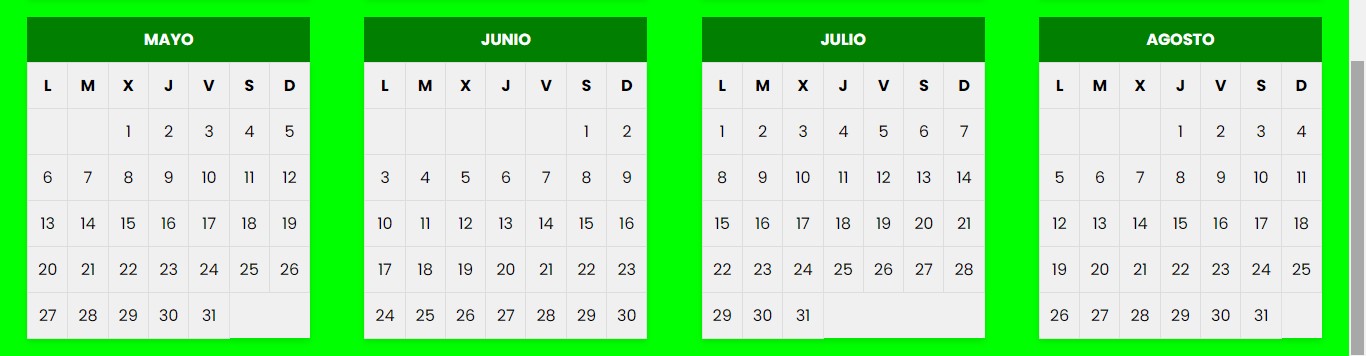 MAYO
L M X J V S D
1 2 3 4 5
6 7 8 9 10 11 12
13 14 15 16 17 18 19
20 21 22 23 24 25 26
27 28 29 30 31
JUNIO
L M X J V S D
1 2
3 4 5 6 7 8 9
10 11 12 13 14 15 16
17 18 19 20 21 22 23
24 25 26 27 28 29 30
JULIO
L M X J V S D
1 2 3 4 5 6 7
8 9 10 11 12 13 14
15 16 17 18 19 20 21
22 23 24 25 26 27 28
29 30 31
AGOSTO
L M X J V S D
1 2 3 4
5 6 7 8 9 10 11
12 13 14 15 16 17 18
19 20 21 22 23 24 25
26 27 28 29 30 31